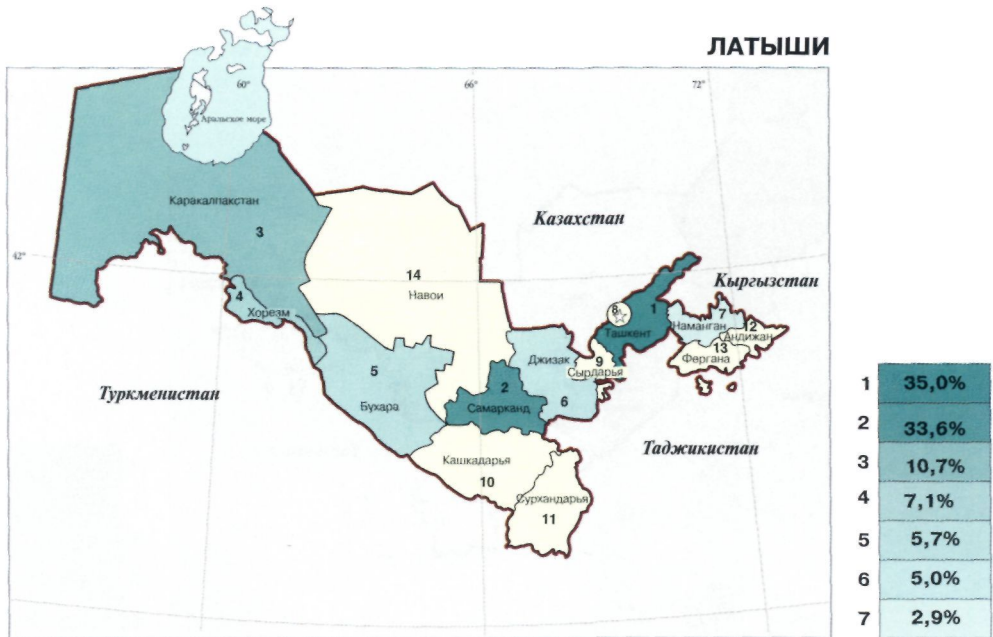 ЛАТЫШИ
60°
66°
72°
Аральское море
Каракалпакстан
3
Казахстан
42°
14
Навои
Кыргызстан
4
Хорезм
8
1
Ташкент
7
Наманган
12
Андижан
13
Фергана
9
Сырдарья
Джизак
6
5
Бухара
2
Самарканд
Туркменистан
Таджикистан
Кашкадарья
10
Сурхандарья
11
1 35,0%
2 33,6%
3 10,7%
4 7,1%
5 5,7%
6 5,0%
7 2,9%